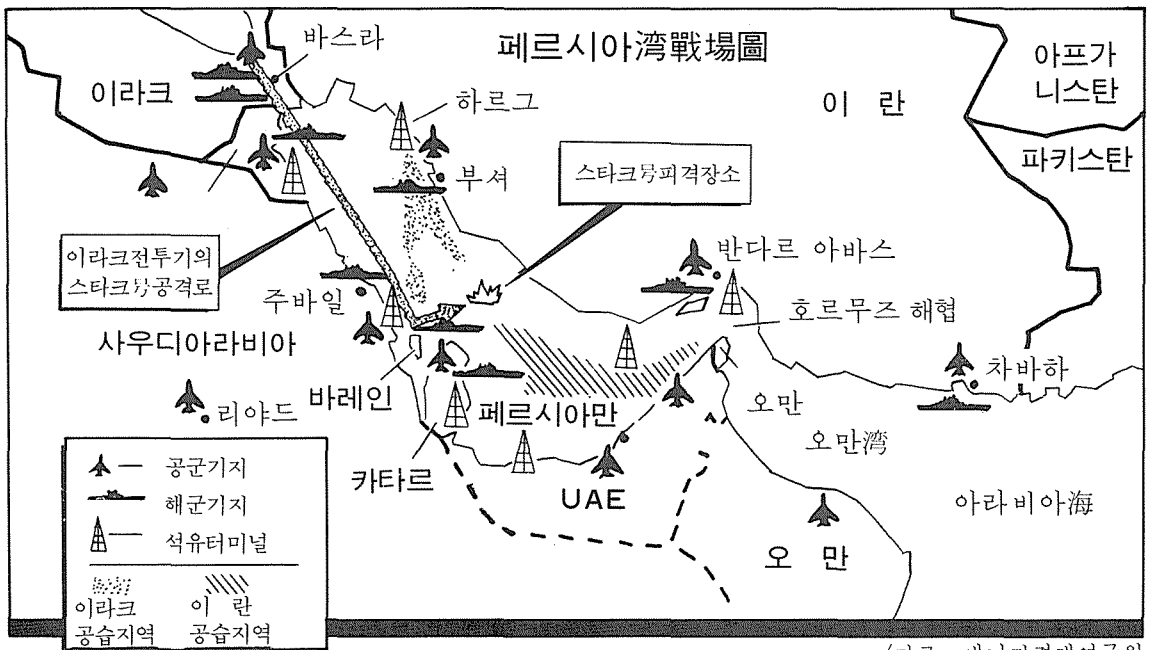 페르시아湾戰場圖
바스라
이라크
하르그
이 란
아프가
니스탄
파키스탄
부셔
스타크号피격장소
이라크전투기의
스타크号공격로
반다르 아바스
주바일
호르무즈 해협
사우디아라비아
차바하
바레인
리야드
페르시아만
오만
오만湾
카타르
UAE
아라비아海
오 만
공군기지
해군기지
석유터미널
이라크
공습지역
이 란
공습지역